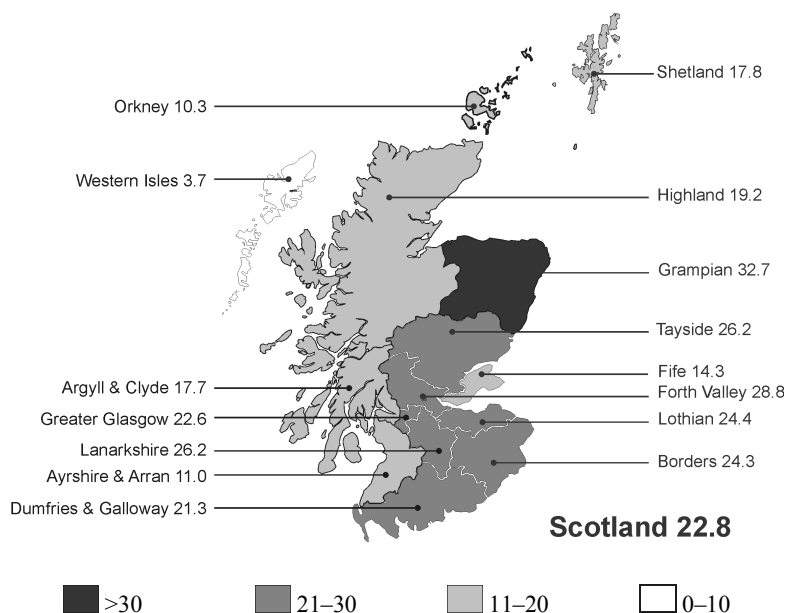 Shetland 17.8
Orkney 10.3
Western Isles 3.7
Highland 19.2
Grampian 32.7
Tayside 26.2
Fife 14.3
Argyll & Clyde 17.7
Forth Valley 28.8
Greater Glasgow 22.6
Lothian 24.4
Lanarkshire 26.2
Borders 24.3
Ayrshire & Arran 11.0
Dumfries & Galloway 21.3
Scotland 22.8
>30 21–30 11–20 0–10